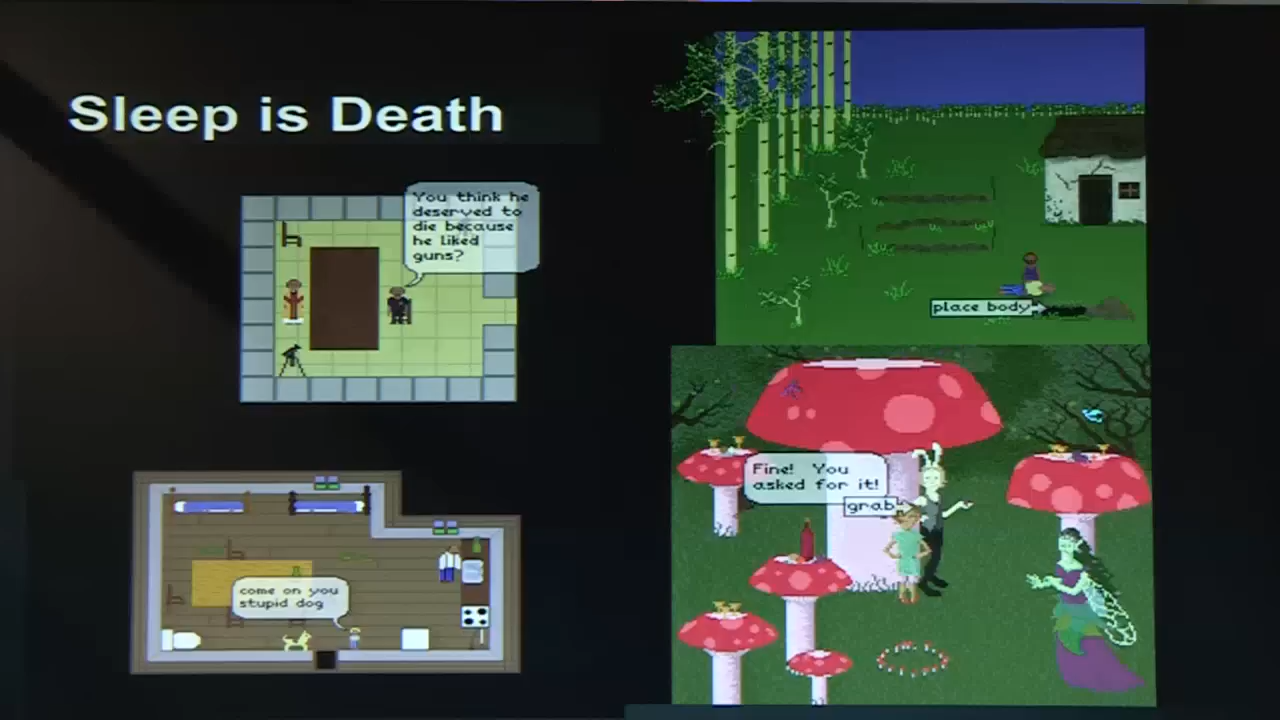 Sleep is Death
You think he
deserved to
die because
he liked
guns?
place body
Fine! You
asked for it!
grab
come on you
stupid dog